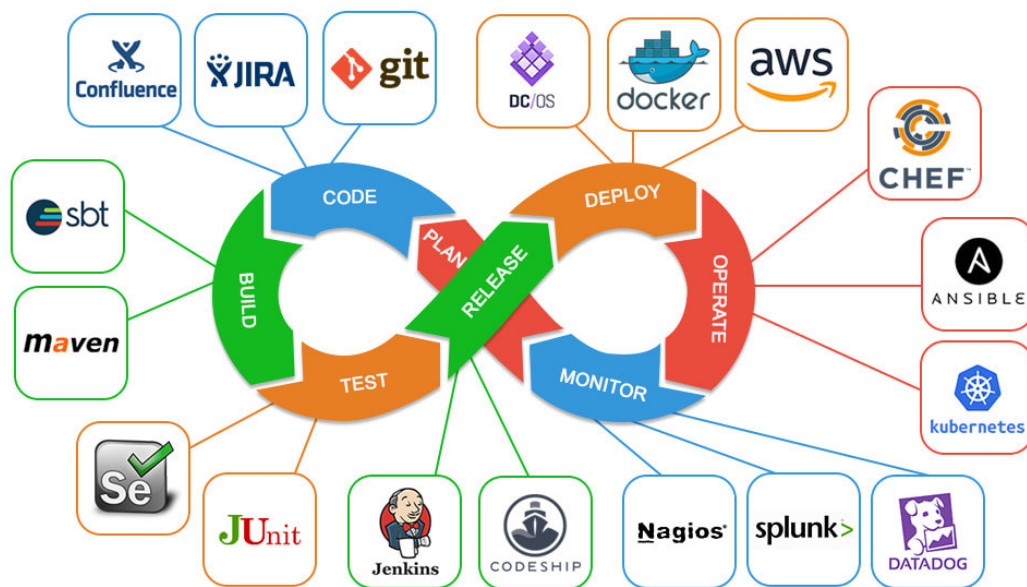 Confluence
JIRA
git
DC/OS
docker
aws
CHEF™
sbt
CODE
DEPLOY
PLAN
RELEASE
BUILD
OPERATE
ANSIBLE
maven
TEST
MONITOR
kubernetes
Se
JUnit
Jenkins
CODESHIP
Nagios®
splunk>
DATADOG